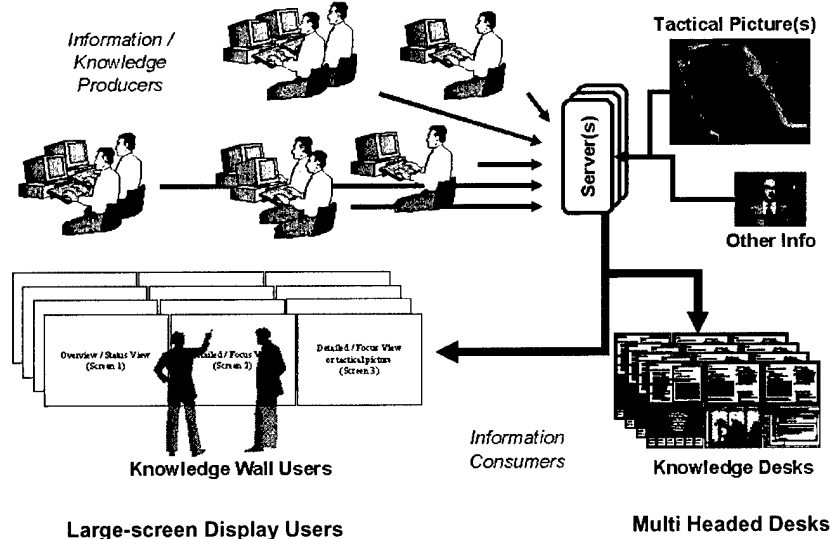 Information /
Knowledge
Producers
Tactical Picture(s)
Server(s)
Other Info
Overview / Status View
(Screen 1)
Focus
(Screen 2)
Detailed / Focus View
or tactical picture
(Screen 3)
Knowledge Wall Users
Information
Consumers
Knowledge Desks
Large-screen Display Users
Multi Headed Desks